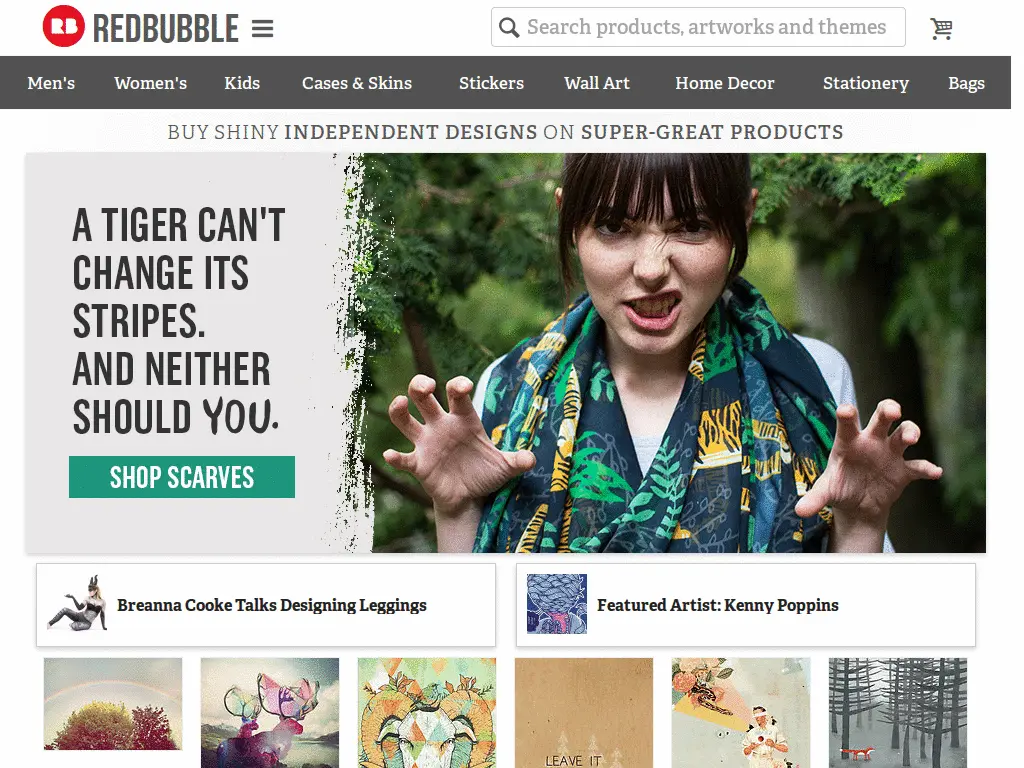 RB REDBUBBLE
Search products, artworks and themes
Men's Women's Kids Cases & Skins Stickers Wall Art Home Decor Stationery Bags
BUY SHINY INDEPENDENT DESIGNS ON SUPER-GREAT PRODUCTS
A TIGER CAN'T
CHANGE ITS
STRIPES.
AND NEITHER
SHOULD YOU.
SHOP SCARVES
Breanna Cooke Talks Designing Leggings
Featured Artist: Kenny Poppins
LEAVE IT